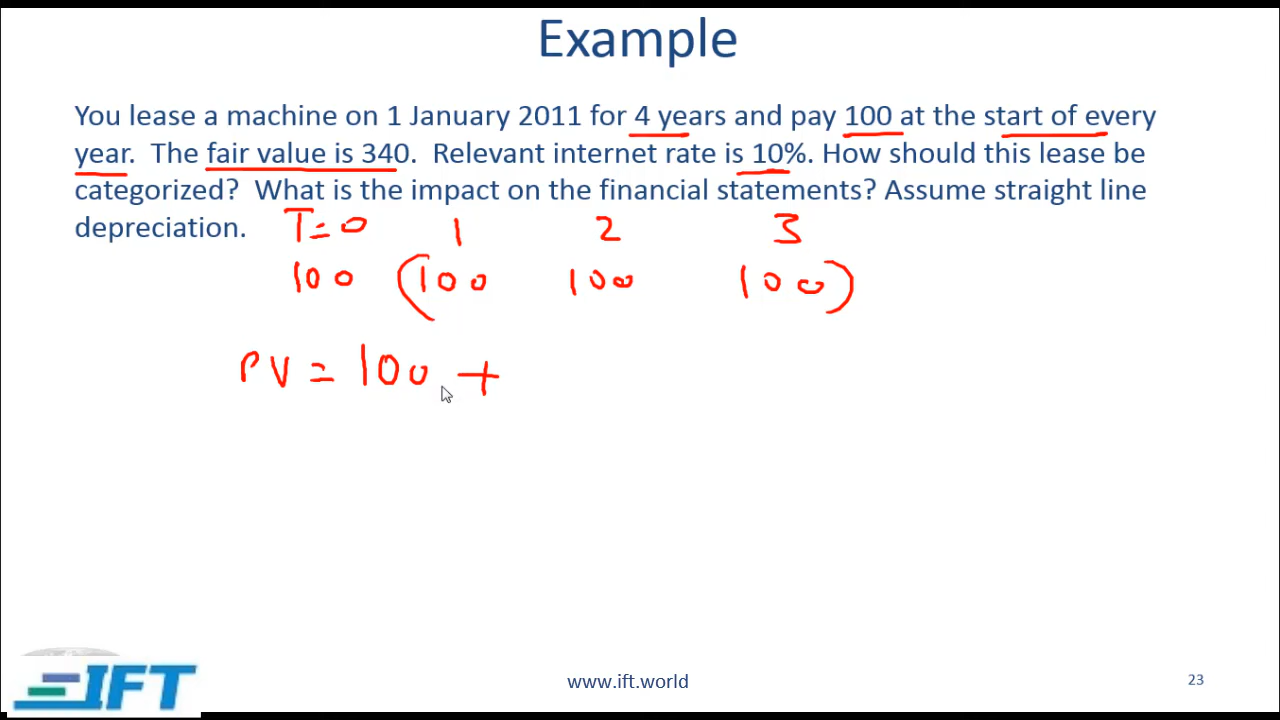 Example
You lease a machine on 1 January 2011 for 4 years and pay 100 at the start of every
year. The fair value is 340. Relevant internet rate is 10%. How should this lease be
categorized? What is the impact on the financial statements? Assume straight line
depreciation.
T = 0 1 2 3
100 (100 100 100)
PV = 100 +
IFT
www.ift.world
23